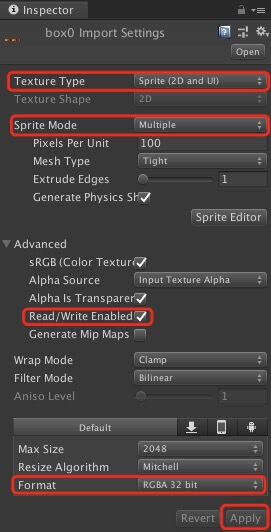 Inspector
box0 Import Settings
Open
Texture Type Sprite (2D and UI)
Texture Shape 2D
Sprite Mode Multiple
Pixels Per Unit 100
Mesh Type Tight
Extrude Edges 1
Generate Physics Sh
Sprite Editor
Advanced
sRGB (Color Texture
Alpha Source Input Texture Alpha
Alpha Is Transparen
Read/Write Enabled
Generate Mip Maps
Wrap Mode Clamp
Filter Mode Bilinear
Aniso Level 1
Default
Max Size 2048
Resize Algorithm Mitchell
Format RGBA 32 bit
Revert Apply